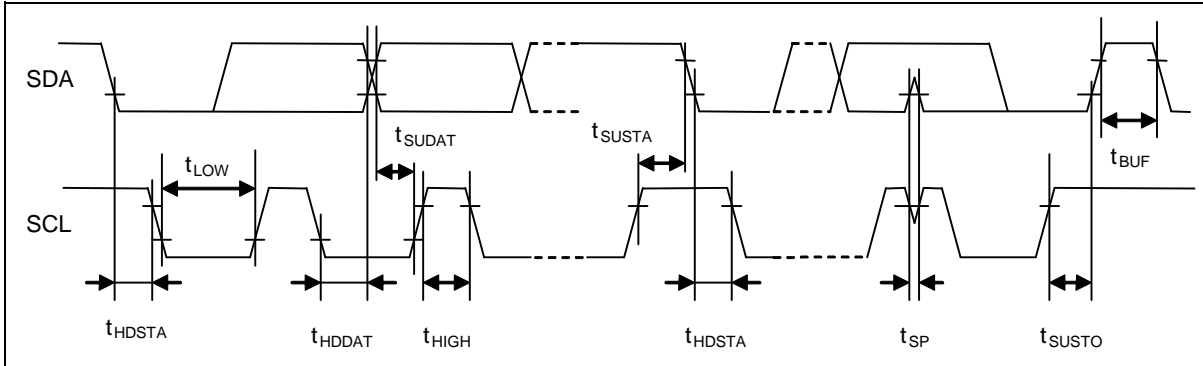 SDA
tSUDAT
tSUSTA
tLOW
tBUF
SCL
tHDSTA
tHDDAT
tHIGH
tHDSTA
tSP
tSUSTO